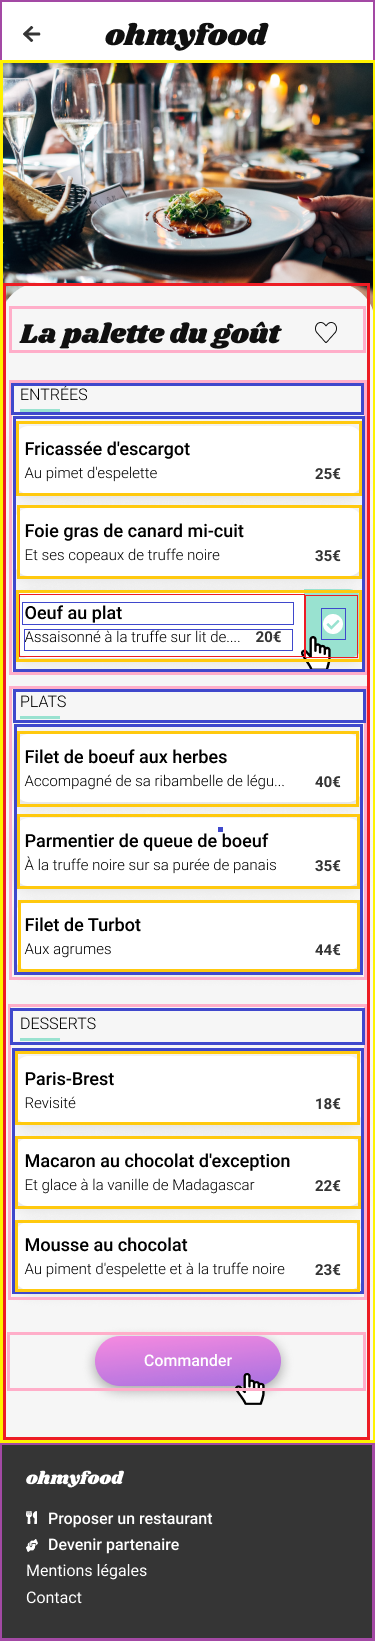 ohmyfood
La palette du goût
ENTRÉES
Fricassée d'escargot
Au pimet d'espelette 25€
Foie gras de canard mi-cuit
Et ses copeaux de truffe noire 35€
Oeuf au plat
Assaisonné à la truffe sur lit de.... 20€
PLATS
Filet de boeuf aux herbes
Accompagné de sa ribambelle de légu... 40€
Parmentier de queue de boeuf
À la truffe noire sur sa purée de panais 35€
Filet de Turbot
Aux agrumes 44€
DESSERTS
Paris-Brest
Revisité 18€
Macaron au chocolat d'exception
Et glace à la vanille de Madagascar 22€
Mousse au chocolat
Au piment d'espelette et à la truffe noire 23€
Commander
ohmyfood
Proposer un restaurant
Devenir partenaire
Mentions légales
Contact